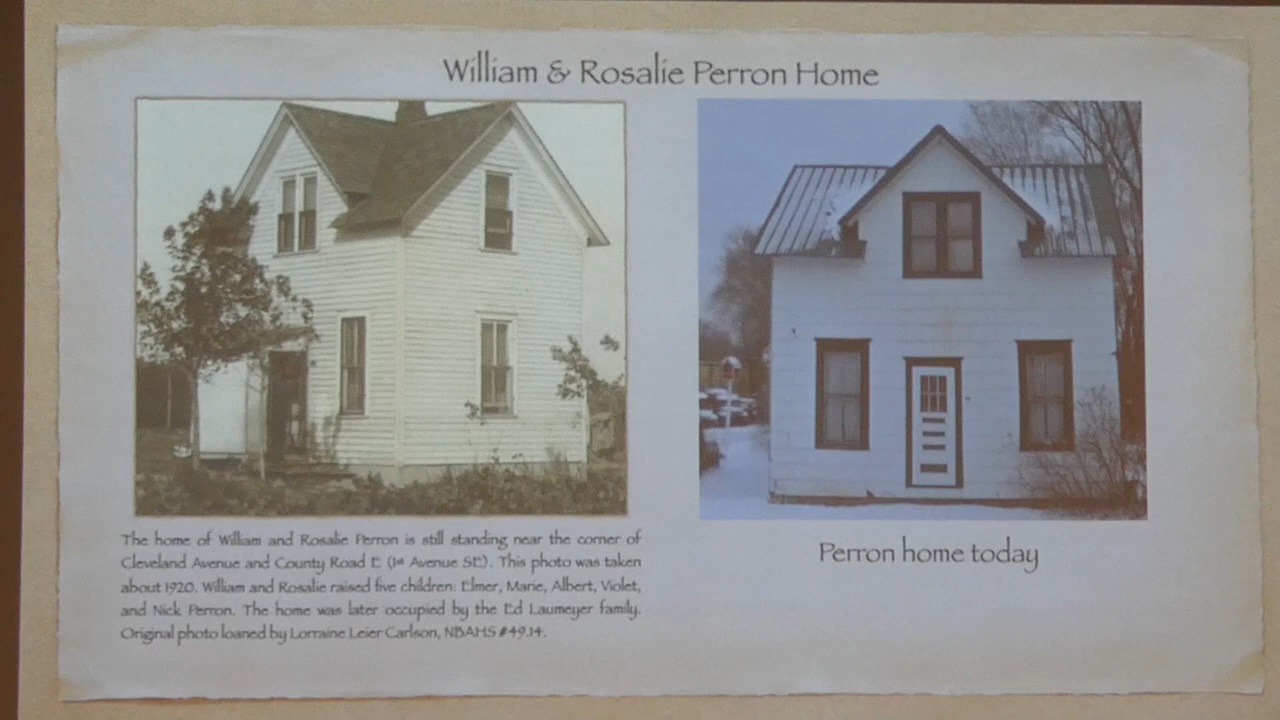 William & Rosalie Perron Home
The home of William and Rosalie Perron is still standing near the corner of
Cleveland Avenue and County Road E (1st Avenue SE). This photo was taken
about 1920. William and Rosalie raised five children: Elmer, Marie, Albert, Violet,
and Nick Perron. The home was later occupied by the Ed Laumeyer family.
Original photo loaned by Lorraine Leier Carlson, NBAHS #49.14.
Perron home today